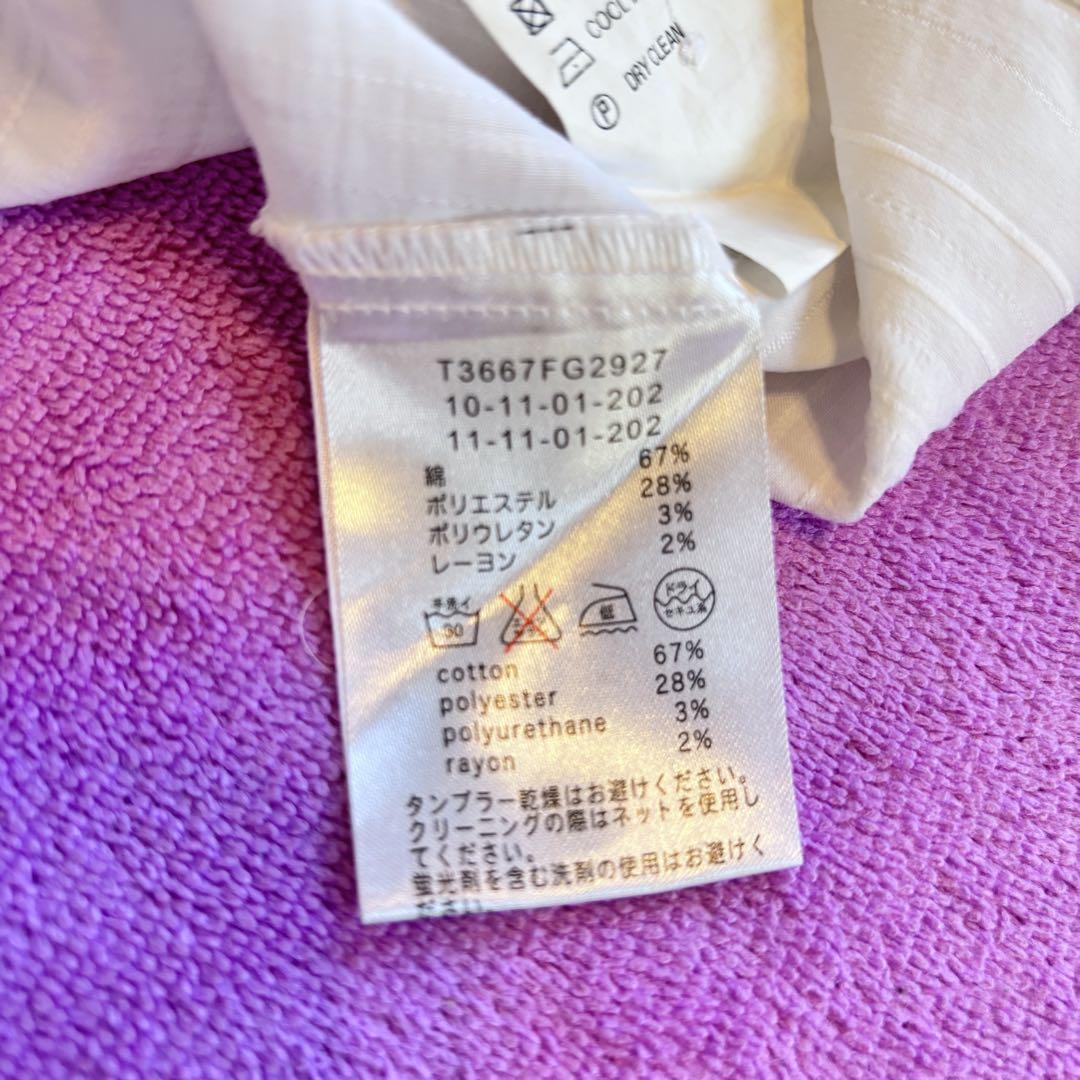 COOL
DRY CLEAN
P
T3667FG2927
10-11-01-202
11-11-01-202
綿 67%
ポリエステル 28%
ポリウレタン 3%
レーヨン 2%
手洗イ
30
低
ドライ
セキユ系
cotton 67%
polyester 28%
polyurethane 3%
rayon 2%
タンブラー乾燥はお避けください。
クリーニングの際はネットを使用し
てください。
蛍光剤を含む洗剤の使用はお避けく
ださい。